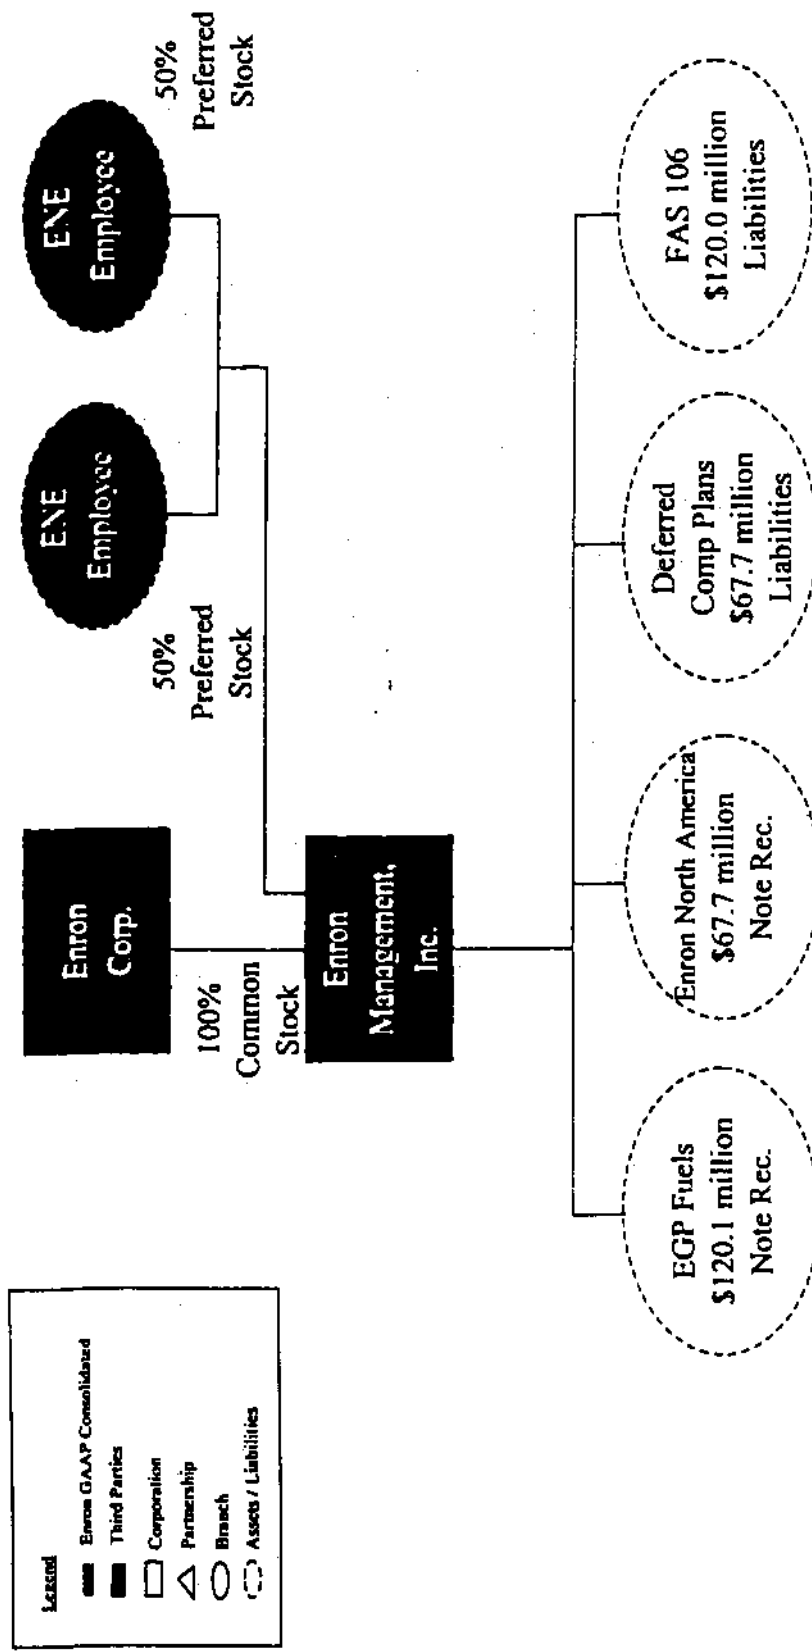 Legend
Enron GAAP Consolidated
Third Parties
Corporation
Partnership
Branch
Assets / Liabilities
Enron
Corp.
ENE
Employee
ENE
Employee
100%
Common
Stock
50%
Preferred
Stock
50%
Preferred
Stock
Enron
Management,
Inc.
EGP Fuels
$120.1 million
Note Rec.
Enron North America
$67.7 million
Note Rec.
Deferred
Comp Plans
$67.7 million
Liabilities
FAS 106
$120.0 million
Liabilities